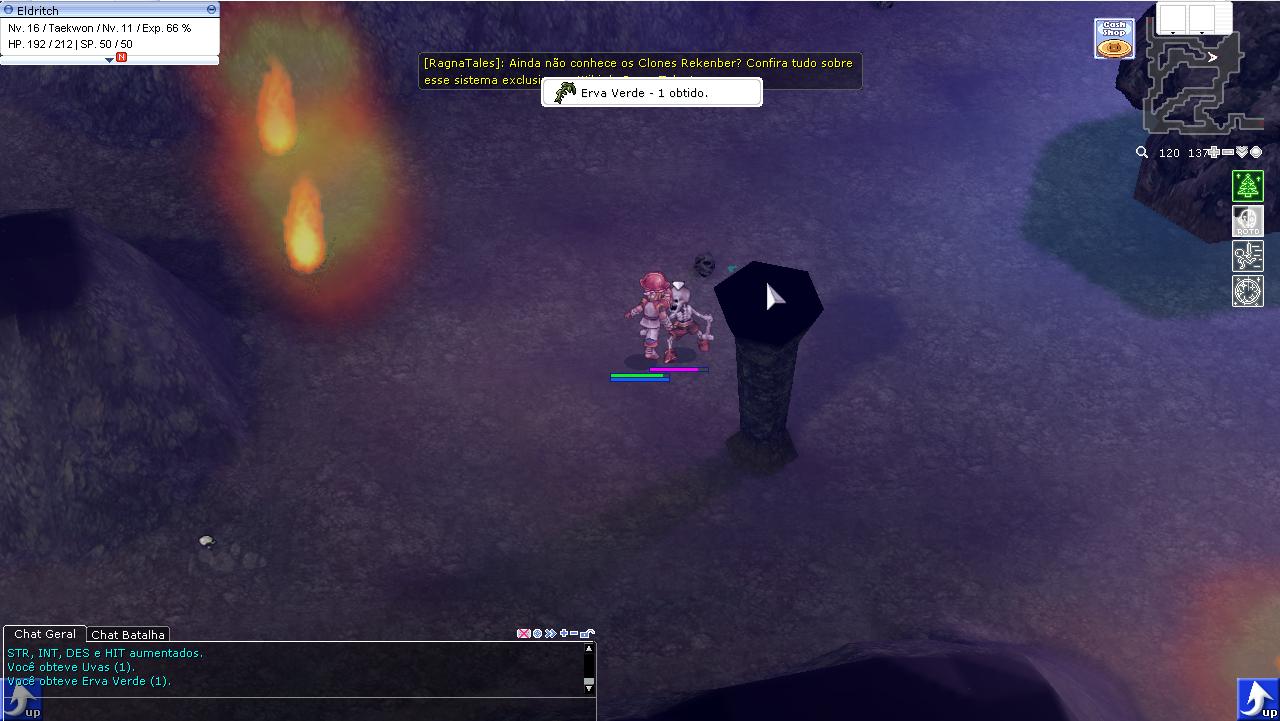 Eldritch
Nv. 16 / Taekwon / Nv. 11 / Exp. 66 %
HP. 192 / 212 | SP. 50 / 50
N
[RagnaTales]: Ainda não conhece os Clones Rekenber? Confira tudo sobre
esse sistema
Erva Verde - 1 obtido.
Cash
Shop
120 137
Chat Geral
Chat Batalha
STR, INT, DES e HIT aumentados.
Você obteve Uvas (1).
Você obteve Erva Verde (1).
up
up